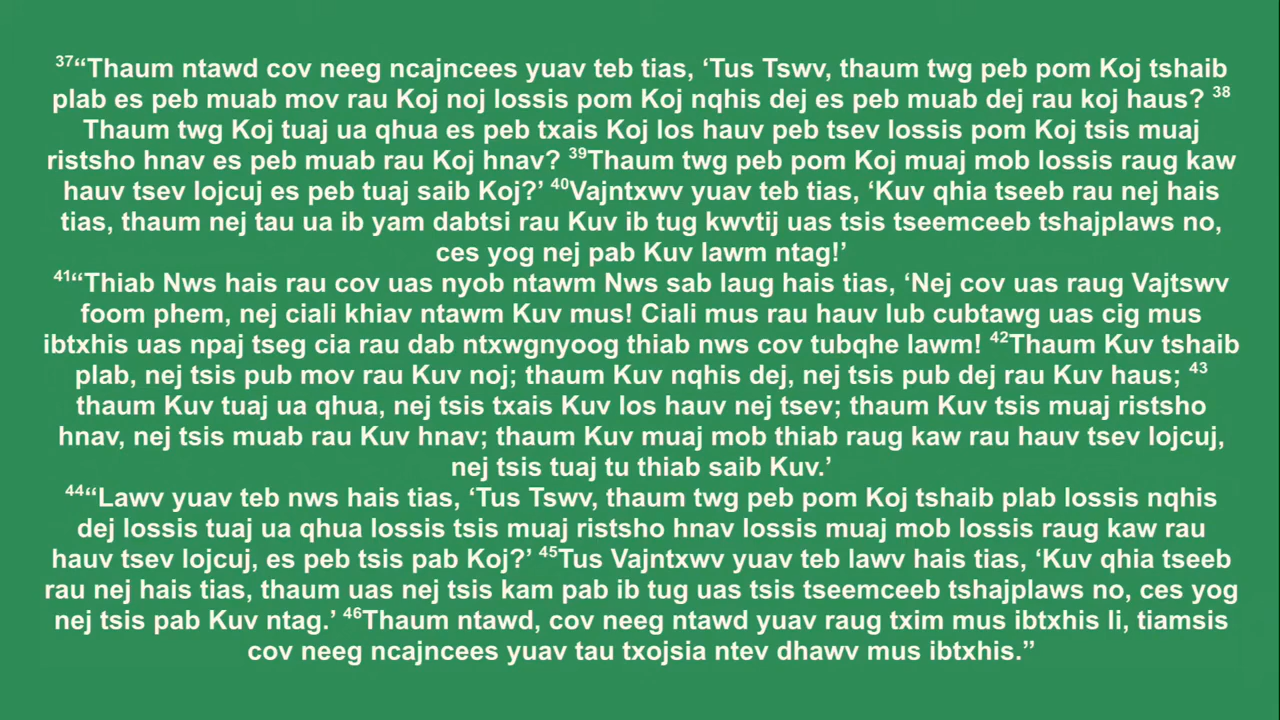 ³⁷“Thaum ntawd cov neeg ncajncees yuav teb tias, ‘Tus Tswv, thaum twg peb pom Koj tshaib
plab es peb muab mov rau Koj noj lossis pom Koj nqhis dej es peb muab dej rau koj haus? ³⁸
Thaum twg Koj tuaj ua qhua es peb txais Koj los hauv peb tsev lossis pom Koj tsis muaj
ristsho hnav es peb muab rau Koj hnav? ³⁹Thaum twg peb pom Koj muaj mob lossis raug kaw
hauv tsev lojcuj es peb tuaj saib Koj?’ ⁴⁰Vajntxwv yuav teb tias, ‘Kuv qhia tseeb rau nej hais
tias, thaum nej tau ua ib yam dabtsi rau Kuv ib tug kwvtij uas tsis tseemceeb tshajplaws no,
ces yog nej pab Kuv lawm ntag!’
⁴¹“Thiab Nws hais rau cov uas nyob ntawm Nws sab laug hais tias, ‘Nej cov uas raug Vajtswv
foom phem, nej ciali khiav ntawm Kuv mus! Ciali mus rau hauv lub cubtawg uas cig mus
ibtxhis uas npaj tseg cia rau dab ntxwgnyoog thiab nws cov tubqhe lawm! ⁴²Thaum Kuv tshaib
plab, nej tsis pub mov rau Kuv noj; thaum Kuv nqhis dej, nej tsis pub dej rau Kuv haus; ⁴³
thaum Kuv tuaj ua qhua, nej tsis txais Kuv los hauv nej tsev; thaum Kuv tsis muaj ristsho
hnav, nej tsis muab rau Kuv hnav; thaum Kuv muaj mob thiab raug kaw rau hauv tsev lojcuj,
nej tsis tuaj tu thiab saib Kuv.’
⁴⁴“Lawv yuav teb nws hais tias, ‘Tus Tswv, thaum twg peb pom Koj tshaib plab lossis nqhis
dej lossis tuaj ua qhua lossis tsis muaj ristsho hnav lossis muaj mob lossis raug kaw rau
hauv tsev lojcuj, es peb tsis pab Koj?’ ⁴⁵Tus Vajntxwv yuav teb lawv hais tias, ‘Kuv qhia tseeb
rau nej hais tias, thaum uas nej tsis kam pab ib tug uas tsis tseemceeb tshajplaws no, ces yog
nej tsis pab Kuv ntag.’ ⁴⁶Thaum ntawd, cov neeg ntawd yuav raug txim mus ibtxhis li, tiamsis
cov neeg ncajncees yuav tau txojsia ntev dhawv mus ibtxhis.”